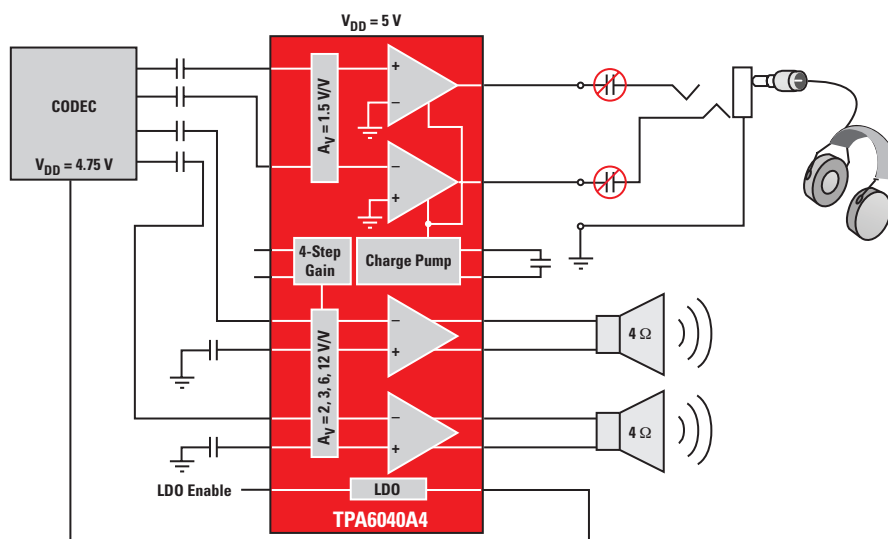 V_DD = 5 V
CODEC
V_DD = 4.75 V
A_V = 1.5 V/V
+
–
–
+
4-Step
Gain
Charge Pump
A_V = 2, 3, 6, 12 V/V
–
+
4 Ω
–
+
4 Ω
LDO Enable
LDO
TPA6040A4